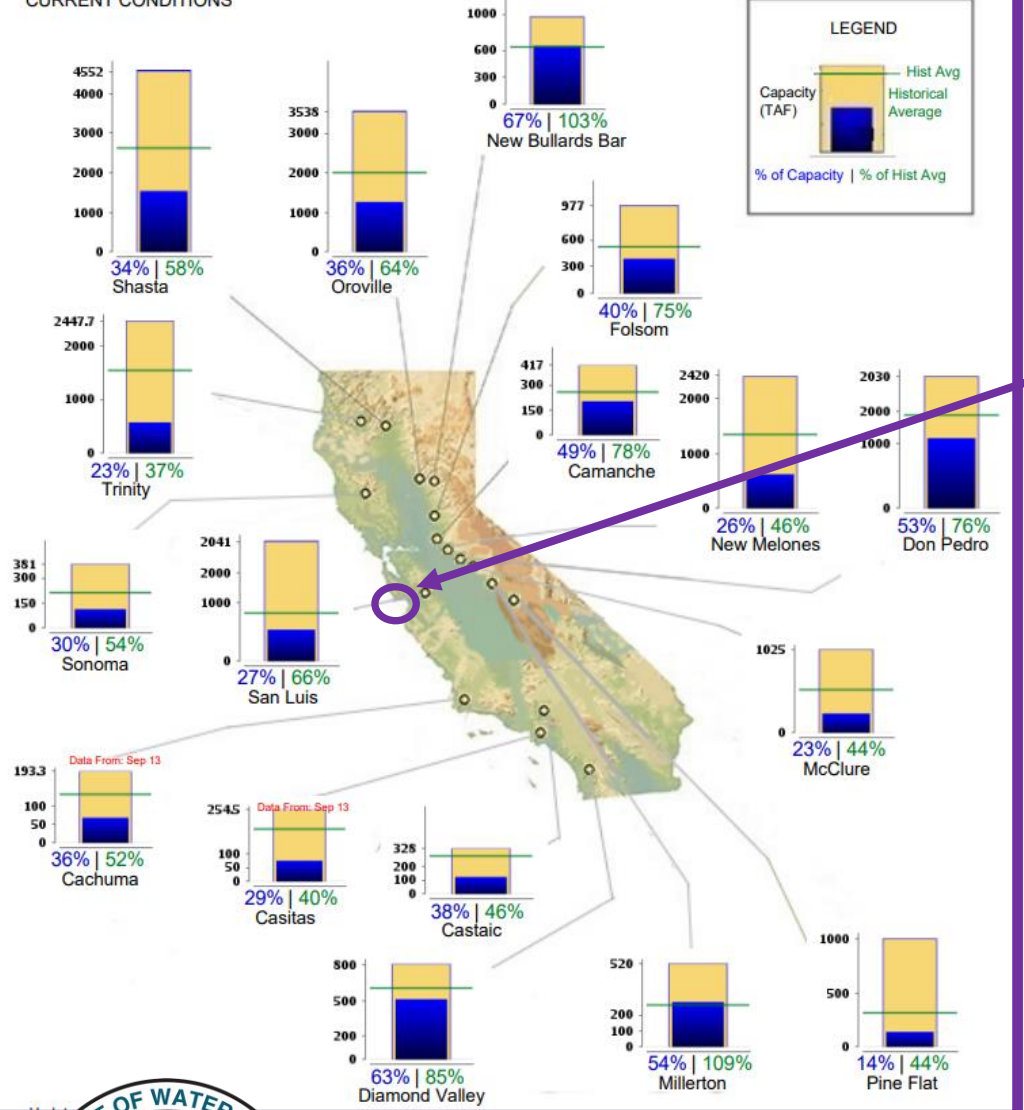 CURRENT CONDITIONS
1000
600
300
0
67% | 103%
New Bullards Bar
LEGEND
Capacity
(TAF)
Hist Avg
Historical
Average
% of Capacity | % of Hist Avg
4552
4000
3000
2000
1000
0
34% | 58%
Shasta
3538
3000
2000
1000
0
36% | 64%
Oroville
977
600
300
0
40% | 75%
Folsom
2447.7
2000
1000
0
23% | 37%
Trinity
417
300
150
0
49% | 78%
Camanche
2420
2000
1000
0
26% | 46%
New Melones
2030
2000
1000
0
53% | 76%
Don Pedro
381
300
150
0
30% | 54%
Sonoma
2041
2000
1000
0
27% | 66%
San Luis
1025
0
23% | 44%
McClure
Data From: Sep 13
193.3
100
50
0
36% | 52%
Cachuma
Data From: Sep 13
254.5
100
50
0
29% | 40%
Casitas
328
200
100
0
38% | 46%
Castaic
800
500
200
0
63% | 85%
Diamond Valley
520
200
100
0
54% | 109%
Millerton
1000
500
0
14% | 44%
Pine Flat
OF WATER